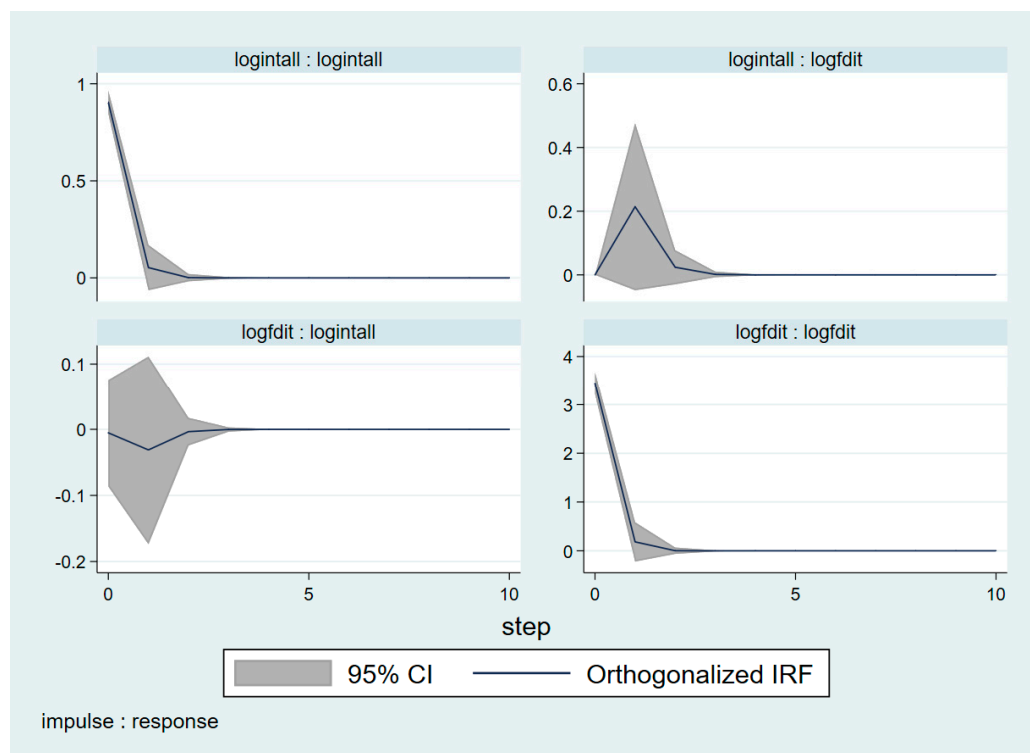 logintall : logintall
1
0.5
0
logintall : logfdit
0.6
0.4
0.2
0
logfdit : logintall
0.1
0
-0.1
-0.2
0 5 10
logfdit : logfdit
4
3
2
1
0
0 5 10
step
95% CI Orthogonalized IRF
impulse : response